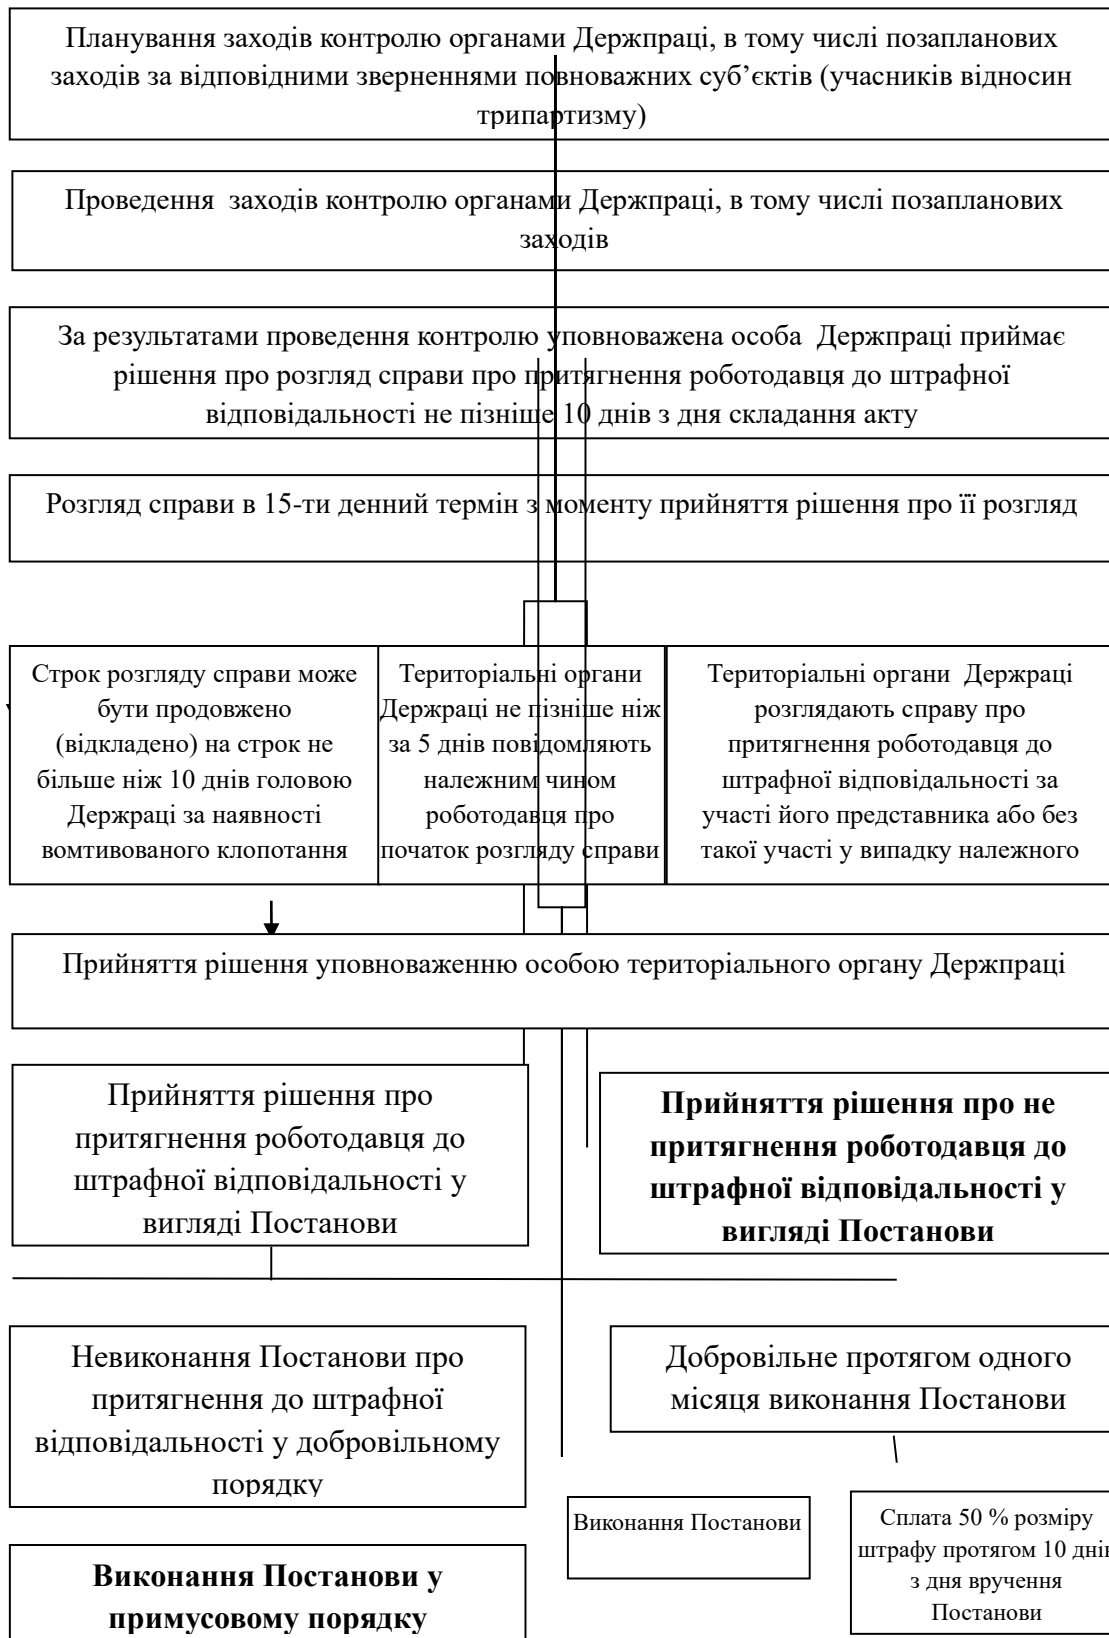 Планування заходів контролю органами Держпраці, в тому числі позапланових
заходів за відповідними зверненнями повноважних суб’єктів (учасників відносин
трипартизму)
Проведення заходів контролю органами Держпраці, в тому числі позапланових
заходів
За результатами проведення контролю уповноважена особа Держпраці приймає
рішення про розгляд справи про притягнення роботодавця до штрафної
відповідальності не пізніше 10 днів з дня складання акту
Розгляд справи в 15-ти денний термін з моменту прийняття рішення про її розгляд
Строк розгляду справи може
бути продовжено
(відкладено) на строк не
більше ніж 10 днів головою
Держраці за наявності
вомтивованого клопотання
Територіальні органи
Держраці не пізніше ніж
за 5 днів повідомляють
належним чином
роботодавця про
початок розгляду справи
Територіальні органи Держраці
розглядають справу про
притягнення роботодавця до
штрафної відповідальності за
участі його представника або без
такої участі у випадку належного
Прийняття рішення уповноваженню особою територіального органу Держпраці
Прийняття рішення про
притягнення роботодавця до
штрафної відповідальності у
вигляді Постанови
Прийняття рішення про не
притягнення роботодавця до
штрафної відповідальності у
вигляді Постанови
Невиконання Постанови про
притягнення до штрафної
відповідальності у добровільному
порядку
Добровільне протягом одного
місяця виконання Постанови
Виконання Постанови
Сплата 50 % розміру
штрафу протягом 10 днів
з дня вручення
Постанови
Виконання Постанови у
примусовому порядку